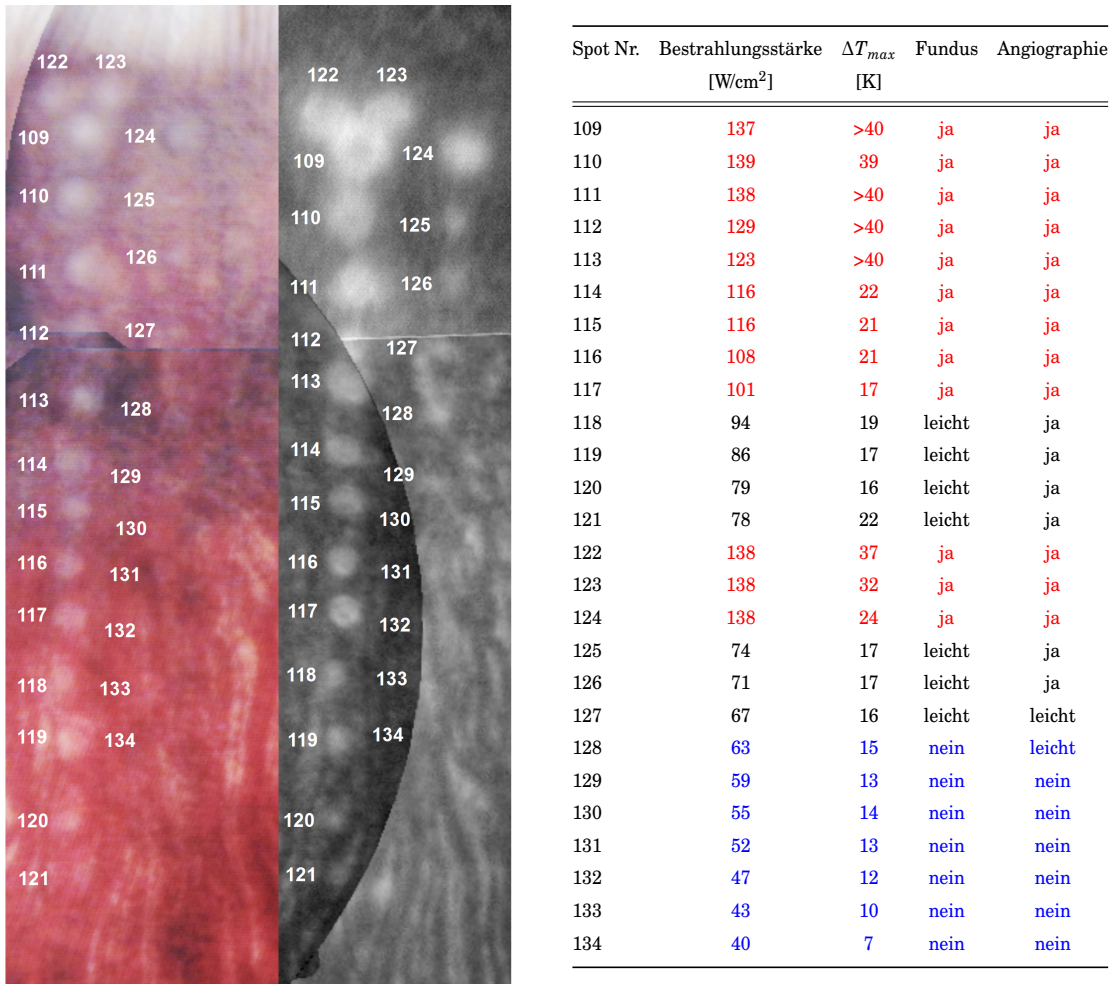 122 123
109 124
110 125
126
111
112 127
113 128
114 129
115
130
116 131
117 132
118 133
119 134
120
121
122 123
109 124
110 125
111 126
112 127
113
128
114
129
115
130
116 131
117 132
118 133
119 134
120
121
Spot Nr. Bestrahlungsstärke ΔT_max Fundus Angiographie
[W/cm²] [K]
109 137 >40 ja ja
110 139 39 ja ja
111 138 >40 ja ja
112 129 >40 ja ja
113 123 >40 ja ja
114 116 22 ja ja
115 116 21 ja ja
116 108 21 ja ja
117 101 17 ja ja
118 94 19 leicht ja
119 86 17 leicht ja
120 79 16 leicht ja
121 78 22 leicht ja
122 138 37 ja ja
123 138 32 ja ja
124 138 24 ja ja
125 74 17 leicht ja
126 71 17 leicht ja
127 67 16 leicht leicht
128 63 15 nein leicht
129 59 13 nein nein
130 55 14 nein nein
131 52 13 nein nein
132 47 12 nein nein
133 43 10 nein nein
134 40 7 nein nein